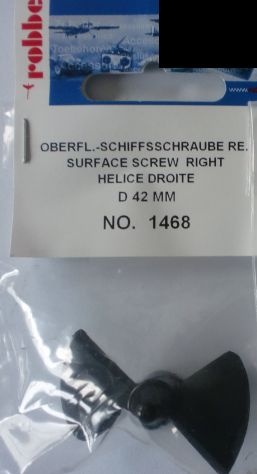 robbe
OBERFL.-SCHIFFSSCHRAUBE RE.
SURFACE SCREW RIGHT
HELICE DROITE
D 42 MM
NO. 1468